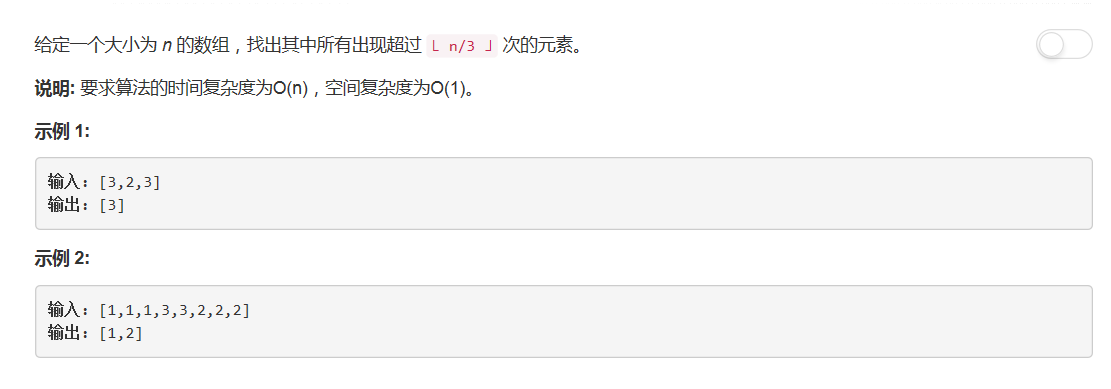 给定一个大小为 n 的数组，找出其中所有出现超过 ⌊ n/3 ⌋ 次的元素。
说明: 要求算法的时间复杂度为O(n)，空间复杂度为O(1)。
示例 1:
输入: [3,2,3]
输出: [3]
示例 2:
输入: [1,1,1,3,3,2,2,2]
输出: [1,2]